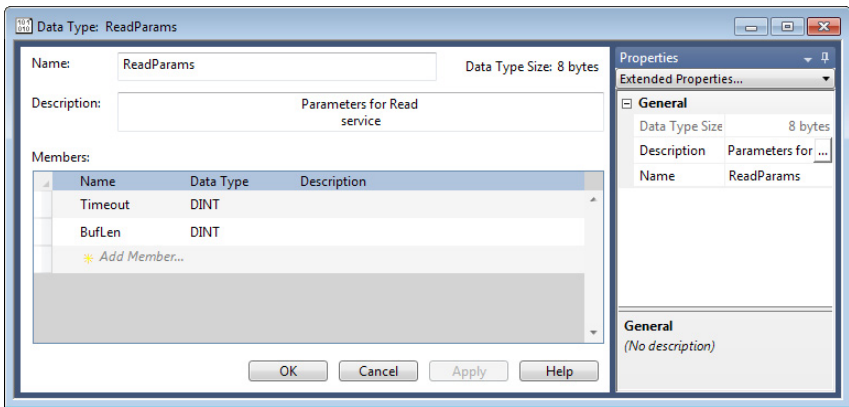 Data Type: ReadParams
Name: ReadParams Data Type Size: 8 bytes
Description: Parameters for Read
service
Members:
Name Data Type Description
Timeout DINT
BufLen DINT
Add Member...
OK Cancel Apply Help
Properties
Extended Properties...
General
Data Type Size 8 bytes
Description Parameters for ...
Name ReadParams
General
(No description)